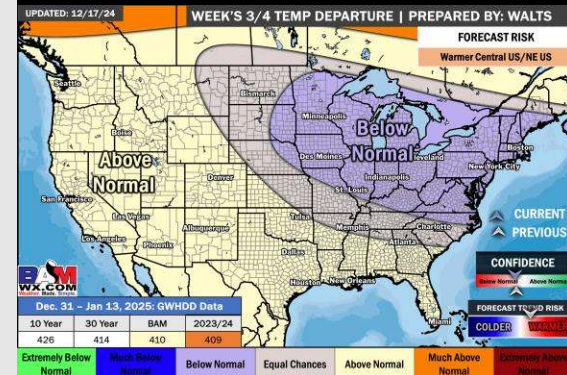 UPDATED: 12/17/24
WEEK'S 3/4 TEMP DEPARTURE | PREPARED BY: WALTS
FORECAST RISK
Warmer Central US/NE US
Seattle
Bismarck
Minneapolis
Below
Normal
Boise
Above
Normal
Des Moines
Cleveland
Boston
New York City
Indianapolis
Denver
St. Louis
San Francisco
Las Vegas
Los Angeles
Phoenix
Albuquerque
Tulsa
Memphis
Charlotte
Atlanta
Dallas
Houston
New Orleans
Miami
CURRENT
PREVIOUS
CONFIDENCE
Below Normal
Above Normal
FORECAST TREND RISK
COLDER
WARMER
BAM
WX.COM
Weather Made Simple
Dec. 31 – Jan 13, 2025: GWHDD Data
10 Year 30 Year BAM 2023/24
426 414 410 409
Extremely Below Normal
Much Below Normal
Below Normal
Equal Chances
Above Normal
Much Above Normal
Extremely Above Normal